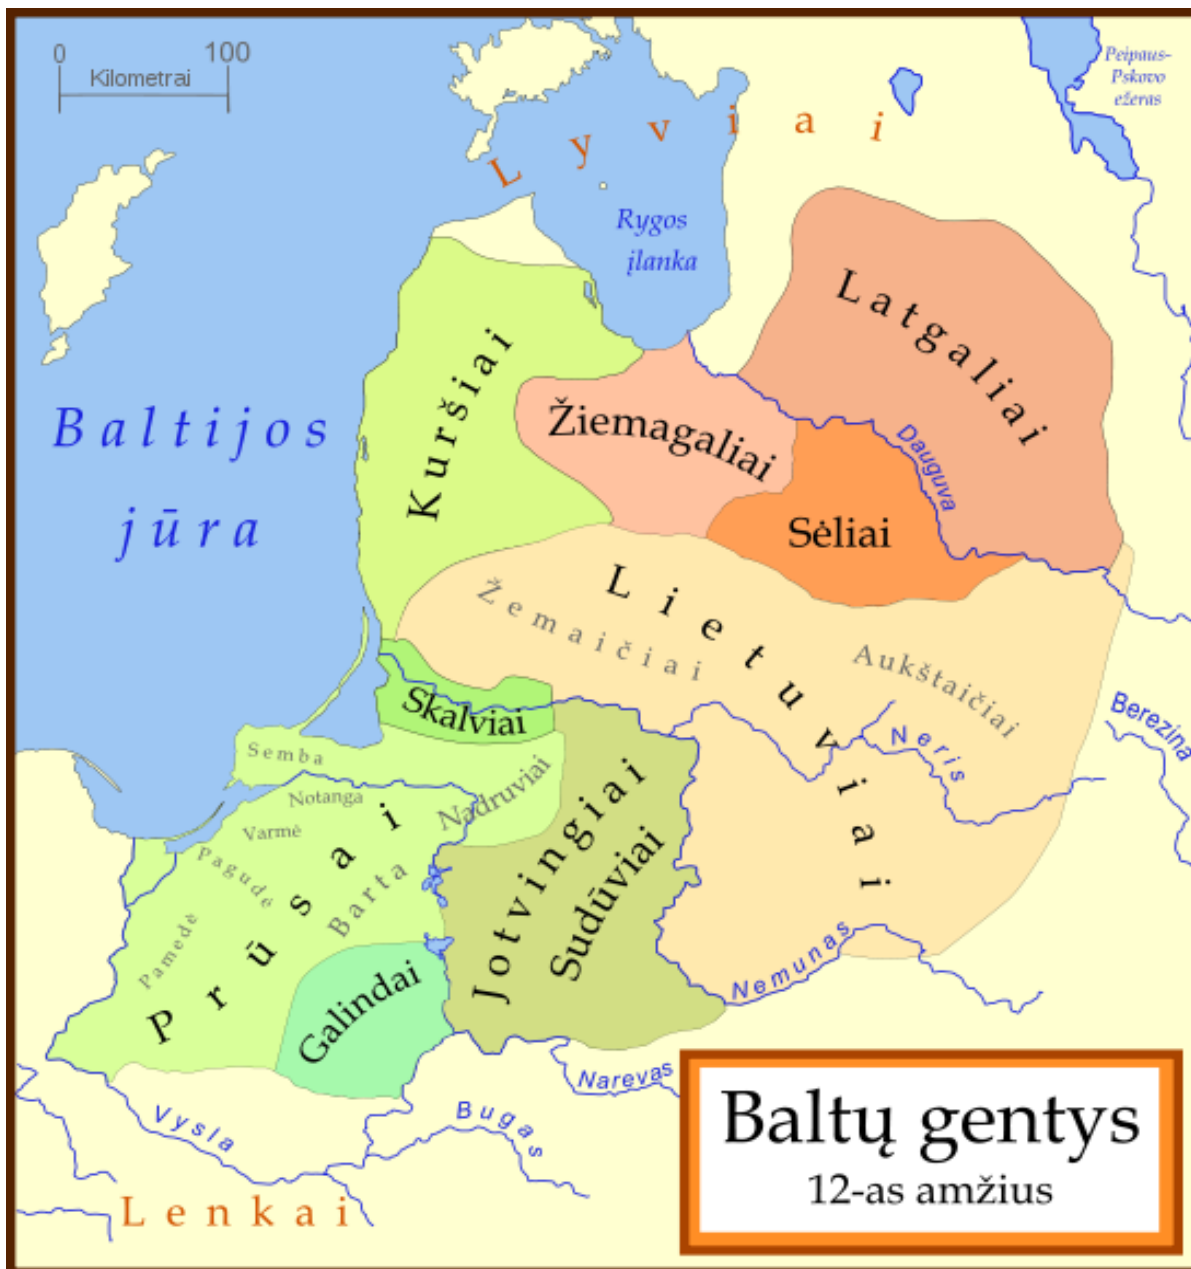 0 100
Kilometrai
Peipaus-
Pskovo
ežeras
Lyviai
Rygos
įlanka
Latgaliai
Kuršiai
Baltijos
jūra
Žiemagaliai
Dauguva
Sėliai
Lietuviai
Žemaičiai
Aukštaičiai
Skalviai
Berezina
Neris
Semba
Notanga
Nadruviai
Varmė
Pagudė
Prūsai
Barta
Jotvingiai
Sudūviai
Pamedė
Nemunas
Galindai
Narevas
Vysla
Bugas
Lenkai
Baltų gentys
12-as amžius